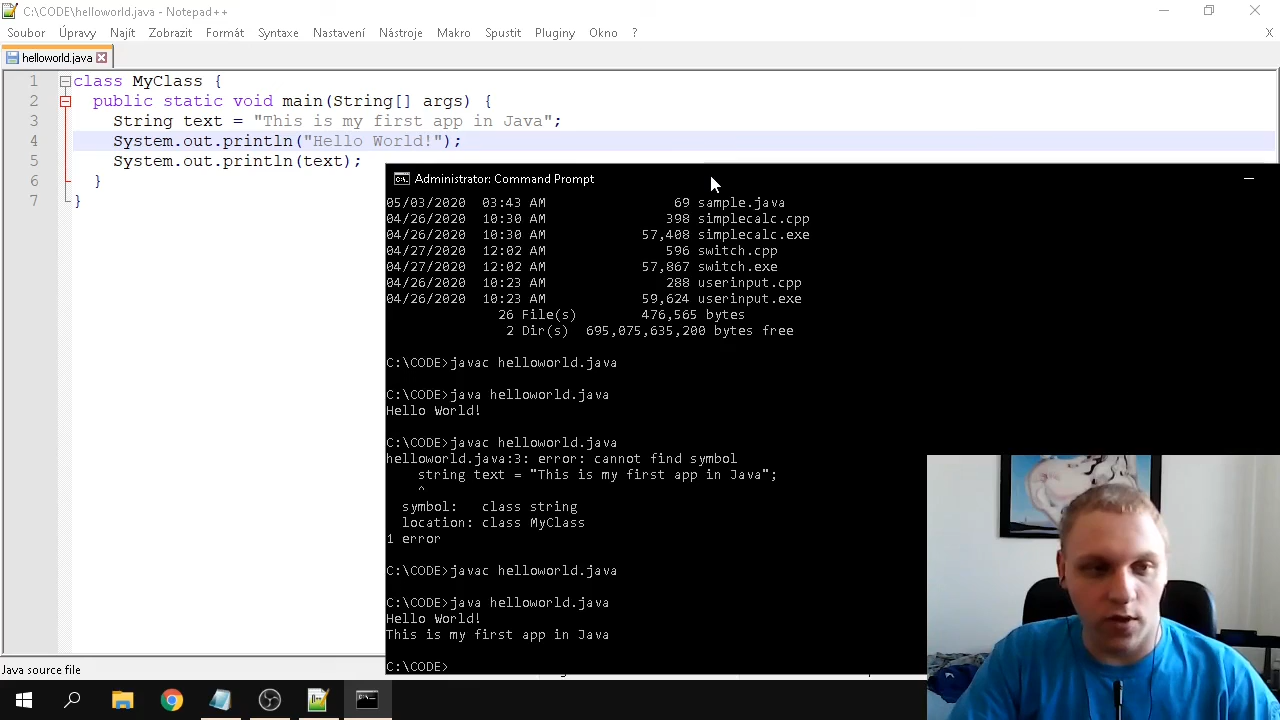 C:\CODE\helloworld.java - Notepad++
Soubor Úpravy Najít Zobrazit Formát Syntaxe Nastavení Nástroje Makro Spustit Pluginy Okno ? X
helloworld.java
1 class MyClass {
2 public static void main(String[] args) {
3 String text = "This is my first app in Java";
4 System.out.println("Hello World!");
5 System.out.println(text);
6 }
7 }
Administrator: Command Prompt
05/03/2020 03:43 AM 69 sample.java
04/26/2020 10:30 AM 398 simplecalc.cpp
04/26/2020 10:30 AM 57,408 simplecalc.exe
04/27/2020 12:02 AM 596 switch.cpp
04/27/2020 12:02 AM 57,867 switch.exe
04/26/2020 10:23 AM 288 userinput.cpp
04/26/2020 10:23 AM 59,624 userinput.exe
26 File(s) 476,565 bytes
2 Dir(s) 695,075,635,200 bytes free
C:\CODE>javac helloworld.java
C:\CODE>java helloworld.java
Hello World!
C:\CODE>javac helloworld.java
helloworld.java:3: error: cannot find symbol
string text = "This is my first app in Java";
^
symbol: class string
location: class MyClass
1 error
C:\CODE>javac helloworld.java
C:\CODE>java helloworld.java
Hello World!
This is my first app in Java
C:\CODE>
Java source file